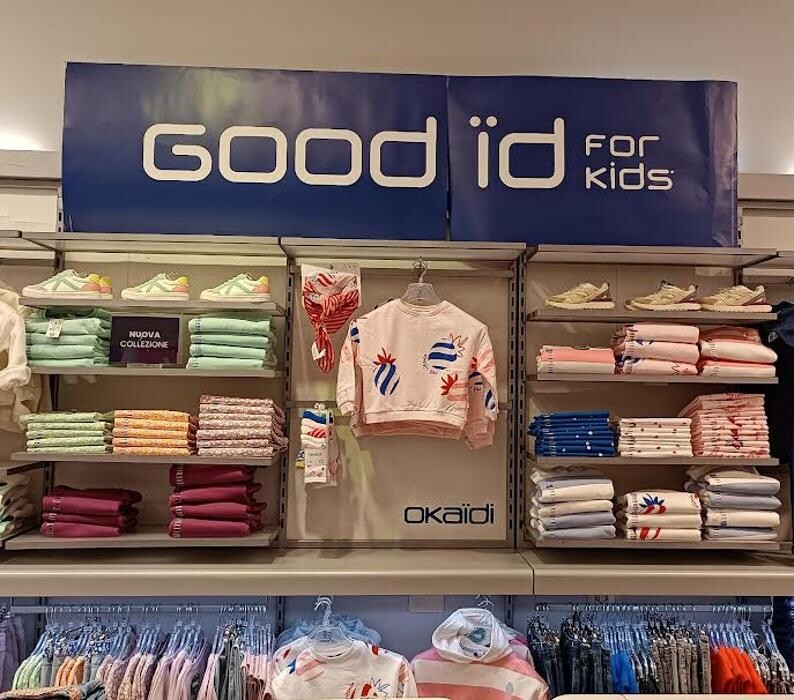 GOOD ïd
FOR
KIDS
NUOVA
COLLEZIONE
OKAÏDI